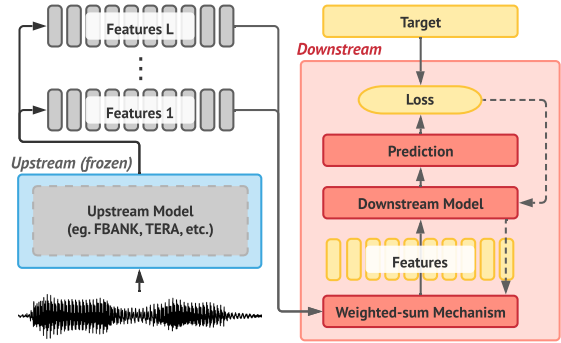 Features L
Features 1
Upstream (frozen)
Upstream Model
(eg. FBANK, TERA, etc.)
Target
Downstream
Loss
Prediction
Downstream Model
Features
Weighted-sum Mechanism